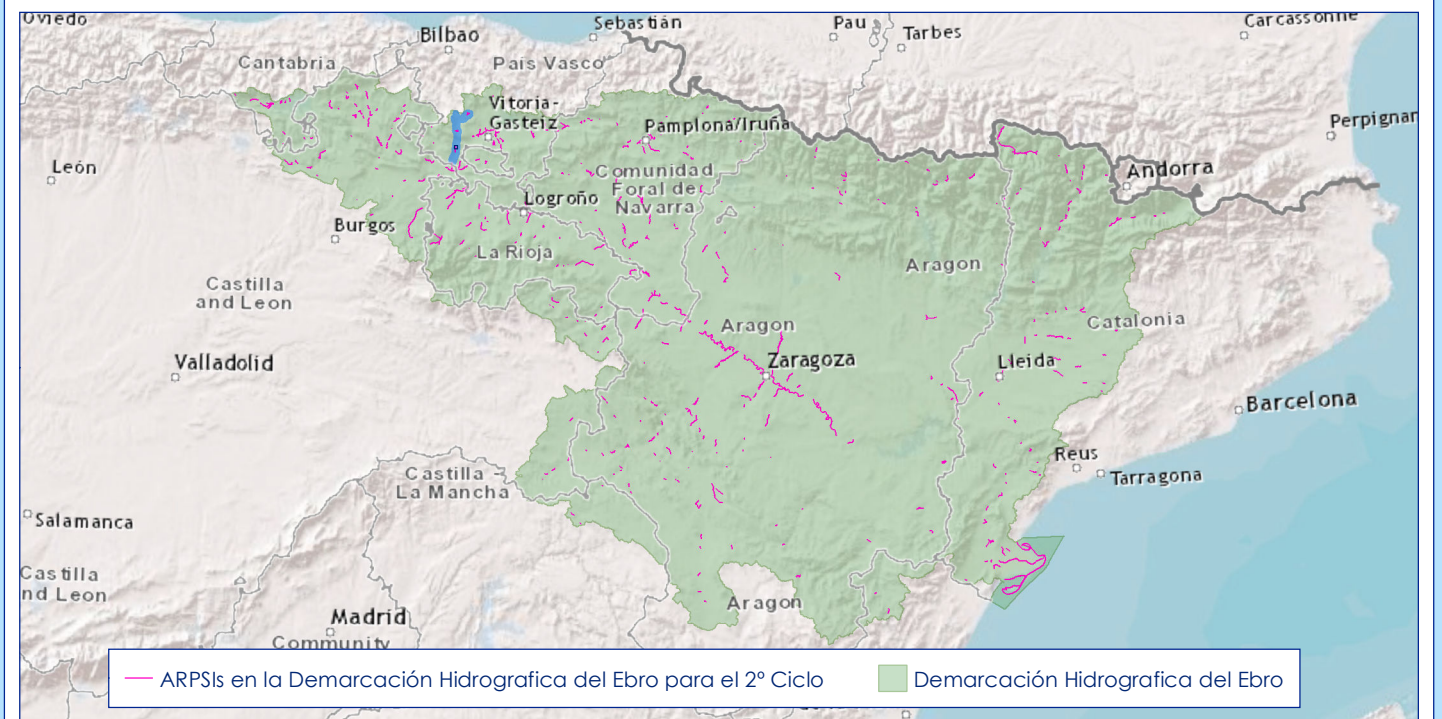 Oviedo
Sebastián
Pau
Tarbes
Carcassonne
Bilbao
Cantabria
País Vasco
Vitoria-
Gasteiz
Pamplona/Iruña
Perpignan
León
Andorra
Comunidad
Foral de
Navarra
Logroño
Burgos
La Rioja
Aragon
Castilla
and Leon
Aragon
Catalonia
Valladolid
Zaragoza
Lleida
Barcelona
Reus
Tarragona
Castilla -
La Mancha
Salamanca
Castilla
nd Leon
Aragon
Madrid
Community
ARPSIs en la Demarcación Hidrografica del Ebro para el 2º Ciclo
Demarcación Hidrografica del Ebro